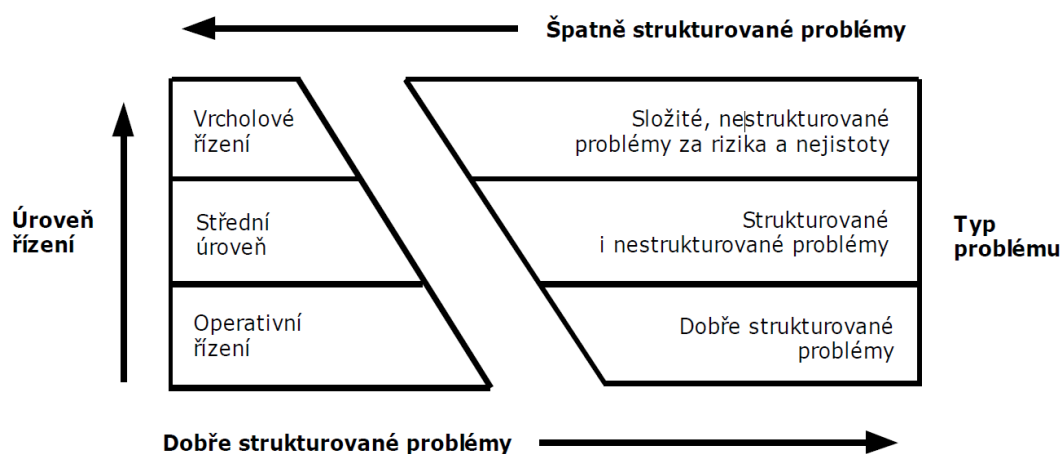 Špatně strukturované problémy
Vrcholové
řízení
Složité, nestrukturované
problémy za rizika a nejistoty
Úroveň
řízení
Střední
úroveň
Strukturované
i nestrukturované problémy
Typ
problému
Operativní
řízení
Dobře strukturované
problémy
Dobře strukturované problémy